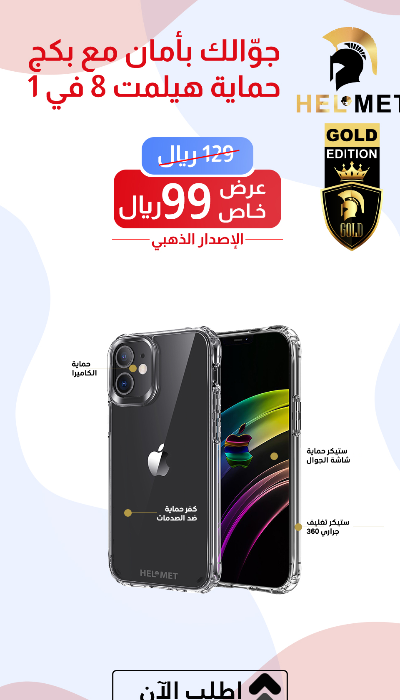 جوّالك بأمان مع بكج
حماية هيلمت 8 في 1
HELMET
GOLD
EDITION
GOLD
129 ريال
عرض خاص 99 ريال
الإصدار الذهبي
حماية
الكاميرا
ستيكر حماية
شاشة الجوال
كفر حماية
ضد الصدمات
ستيكر تغليف
جراري 360
HELMET
اطلب الآن